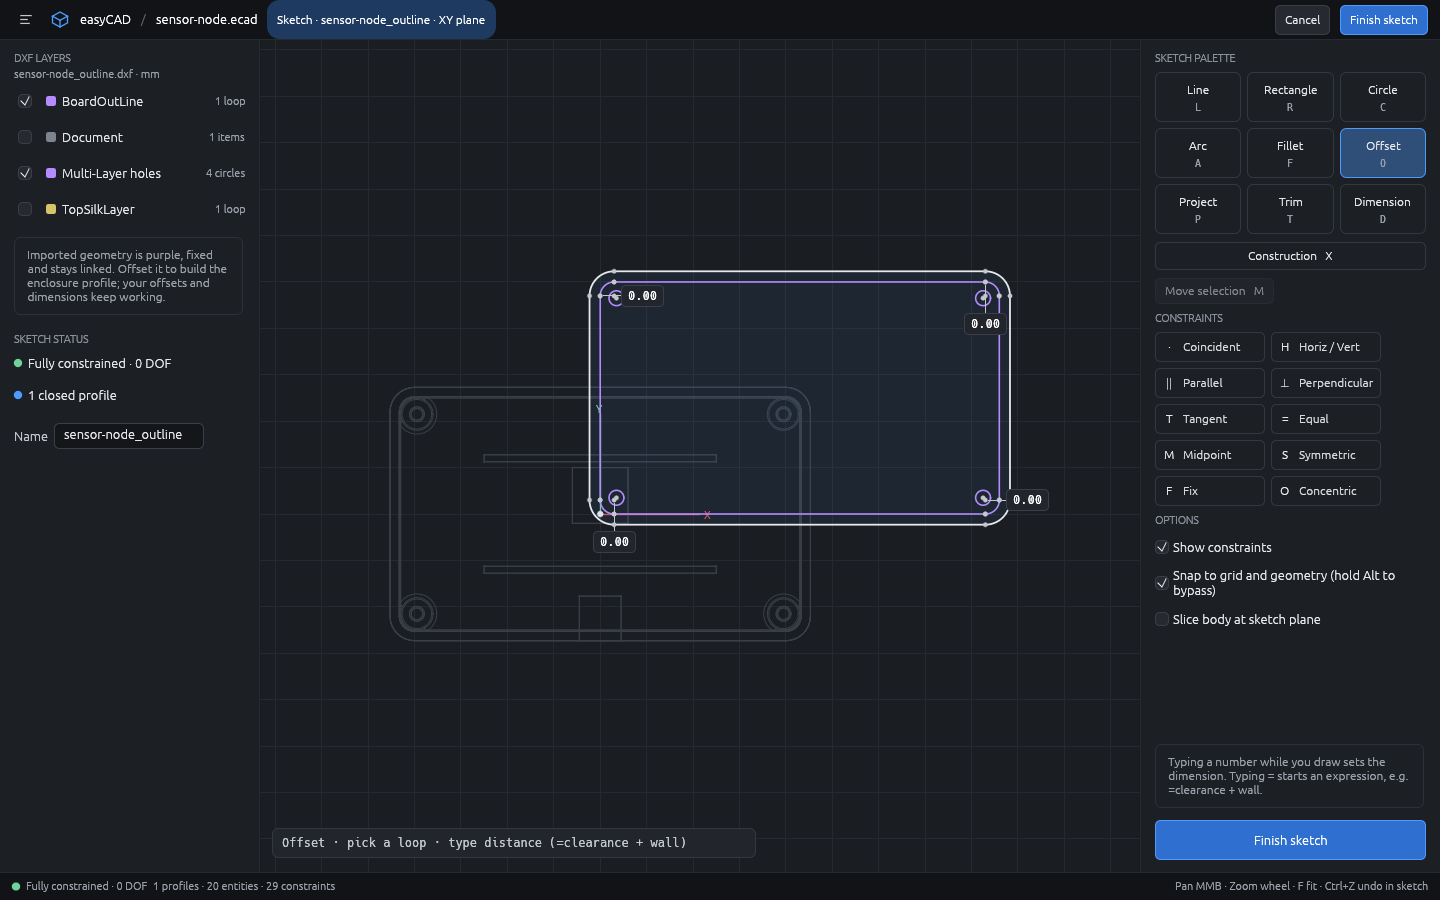 easyCAD / sensor-node.ecad
Sketch · sensor-node_outline · XY plane
Cancel
Finish sketch
DXF LAYERS
sensor-node_outline.dxf · mm
BoardOutLine 1 loop
Document 1 items
Multi-Layer holes 4 circles
TopSilkLayer 1 loop
Imported geometry is purple, fixed
and stays linked. Offset it to build the
enclosure profile; your offsets and
dimensions keep working.
SKETCH STATUS
Fully constrained · 0 DOF
1 closed profile
Name sensor-node_outline
0.00
0.00
Y
0.00
X
0.00
Offset · pick a loop · type distance (=clearance + wall)
SKETCH PALETTE
Line
L
Rectangle
R
Circle
C
Arc
A
Fillet
F
Offset
O
Project
P
Trim
T
Dimension
D
Construction X
Move selection M
CONSTRAINTS
· Coincident
H Horiz / Vert
|| Parallel
⊥ Perpendicular
T Tangent
= Equal
M Midpoint
S Symmetric
F Fix
O Concentric
OPTIONS
Show constraints
Snap to grid and geometry (hold Alt to
bypass)
Slice body at sketch plane
Typing a number while you draw sets the
dimension. Typing = starts an expression, e.g.
=clearance + wall.
Finish sketch
Fully constrained · 0 DOF 1 profiles · 20 entities · 29 constraints
Pan MMB · Zoom wheel · F fit · Ctrl+Z undo in sketch